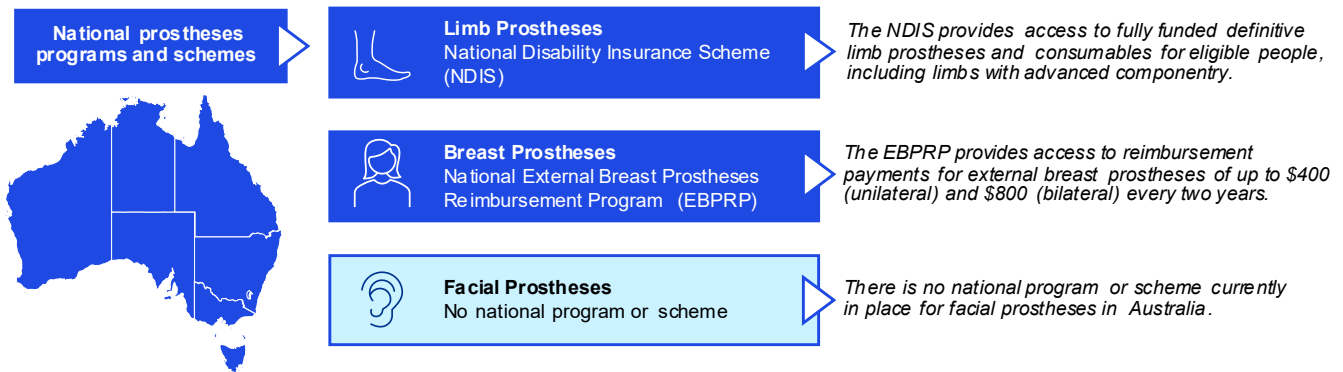 National prostheses
programs and schemes
Limb Prostheses
National Disability Insurance Scheme
(NDIS)
The NDIS provides access to fully funded definitive
limb prostheses and consumables for eligible people,
including limbs with advanced componentry.
Breast Prostheses
National External Breast Prostheses
Reimbursement Program (EBPRP)
The EBPRP provides access to reimbursement
payments for external breast prostheses of up to $400
(unilateral) and $800 (bilateral) every two years.
Facial Prostheses
No national program or scheme
There is no national program or scheme currently
in place for facial prostheses in Australia.